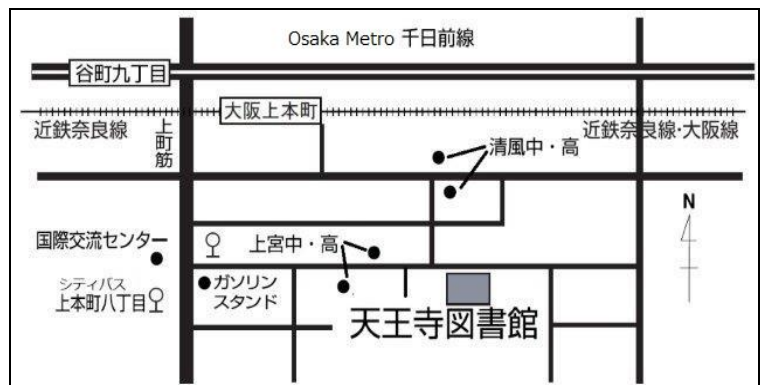 Osaka Metro 千日前線
谷町九丁目
大阪上本町
近鉄奈良線
上町筋
近鉄奈良線・大阪線
清風中・高
N
国際交流センター
上宮中・高
シティバス
上本町八丁目
ガソリン
スタンド
天王寺図書館